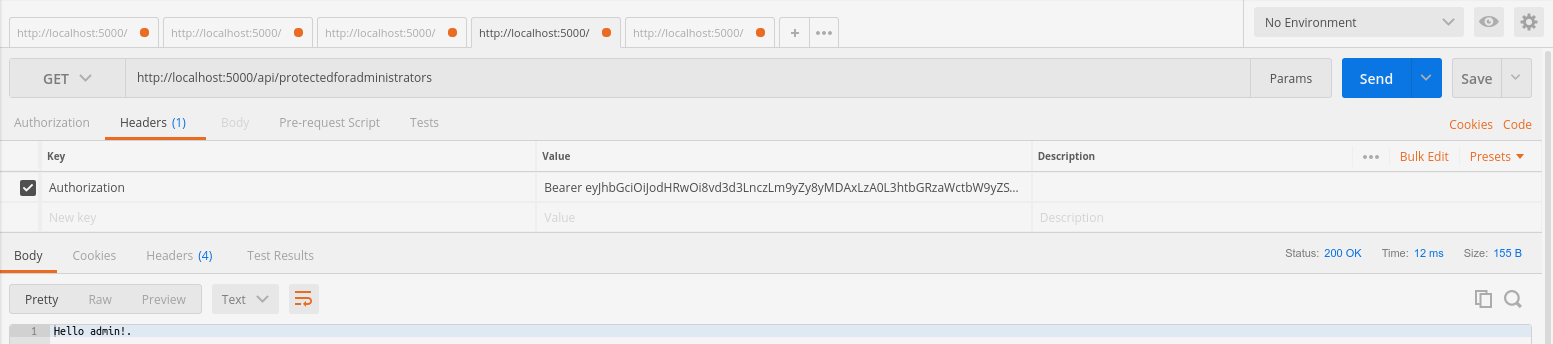 http://localhost:5000/ http://localhost:5000/ http://localhost:5000/ http://localhost:5000/ http://localhost:5000/ + ••• No Environment
GET http://localhost:5000/api/protectedforadministrators Params Send Save
Authorization Headers (1) Body Pre-request Script Tests Cookies Code
Key Value Description ••• Bulk Edit Presets
Authorization Bearer eyJhbGciOiJodHRwOi8vd3d3LnczLm9yZy8yMDAxLzA0L3htbGRzaWctbW9yZS...
New key Value Description
Body Cookies Headers (4) Test Results Status: 200 OK Time: 12 ms Size: 155 B
Pretty Raw Preview Text
1 Hello admin!.